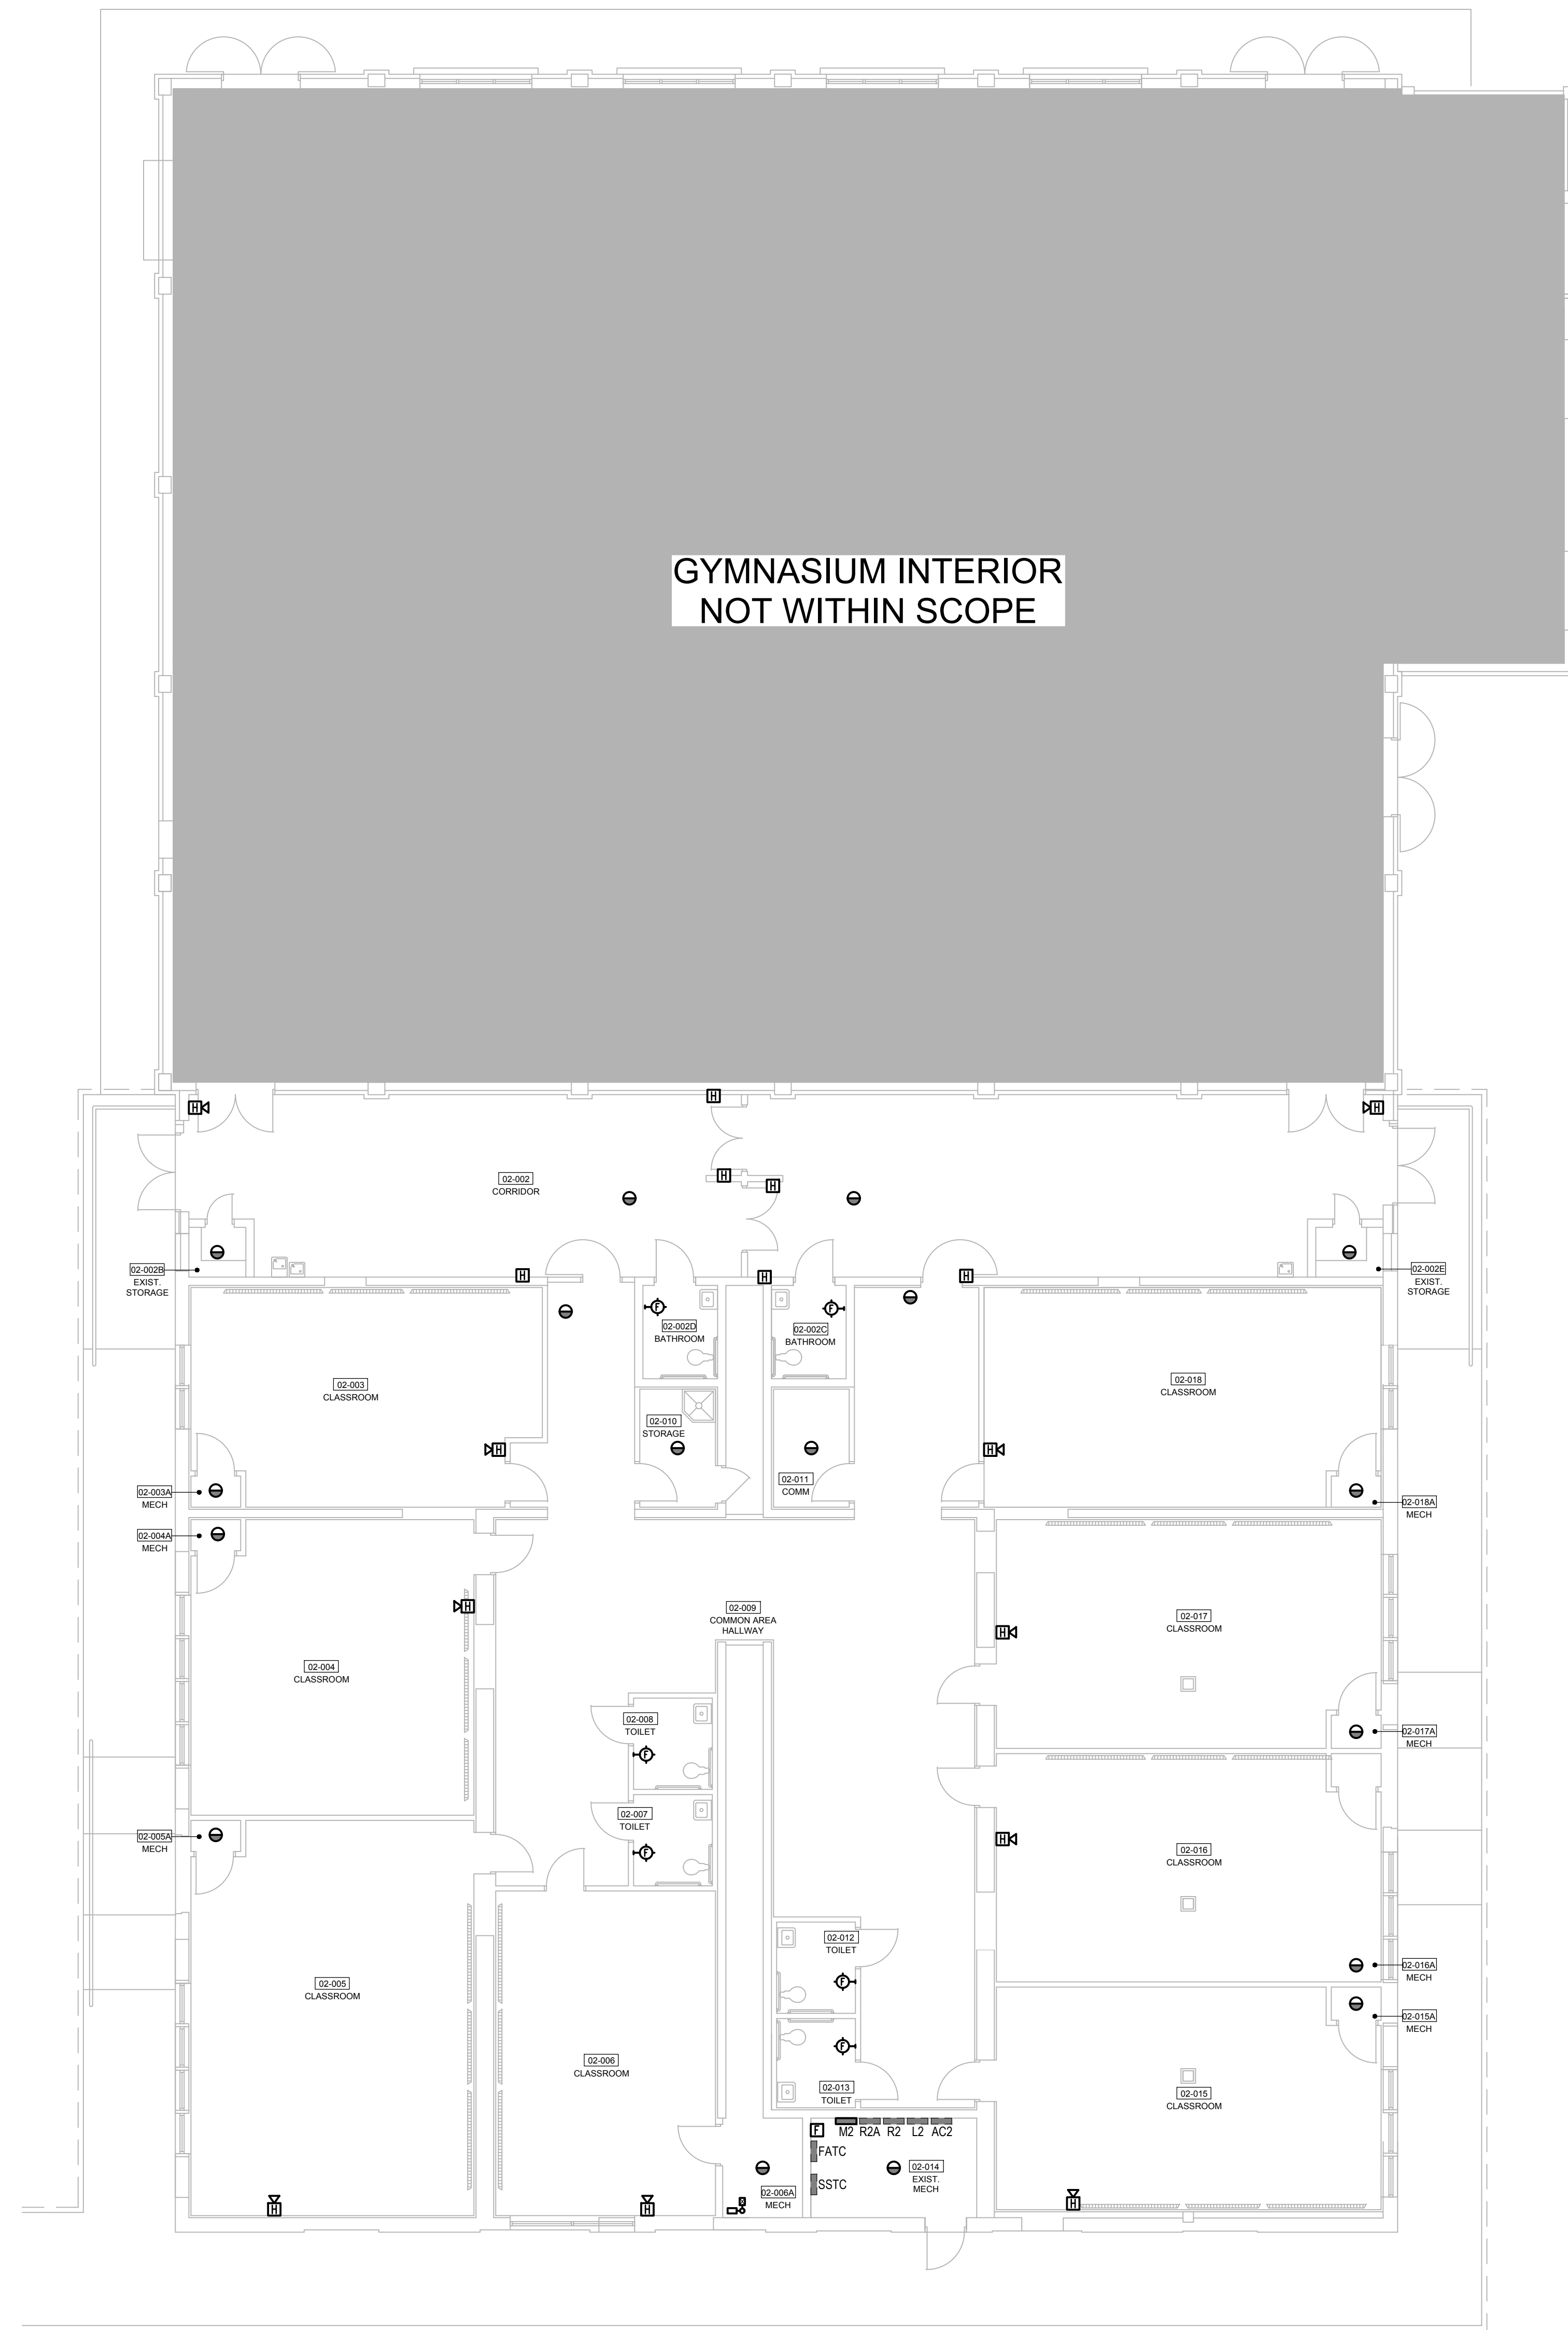 GYMNASIUM INTERIOR
NOT WITHIN SCOPE
H
H
H
02-002
CORRIDOR
H
H
02-002B
EXIST.
STORAGE
H
H
H
02-002E
EXIST.
STORAGE
F
02-002D
BATHROOM
F
02-002C
BATHROOM
02-003
CLASSROOM
02-018
CLASSROOM
02-010
STORAGE
H
H
02-011
COMM
02-003A
MECH
02-018A
MECH
02-004A
MECH
H
02-009
COMMON AREA
HALLWAY
02-017
CLASSROOM
H
02-004
CLASSROOM
02-008
TOILET
F
02-017A
MECH
02-007
TOILET
F
02-005A
MECH
H
02-016
CLASSROOM
02-012
TOILET
F
02-016A
MECH
02-005
CLASSROOM
02-015A
MECH
F
02-006
CLASSROOM
02-013
TOILET
02-015
CLASSROOM
F
M2 R2A R2 L2 AC2
FATC
SSTC
02-014
EXIST.
MECH
02-006A
MECH
H
H
H